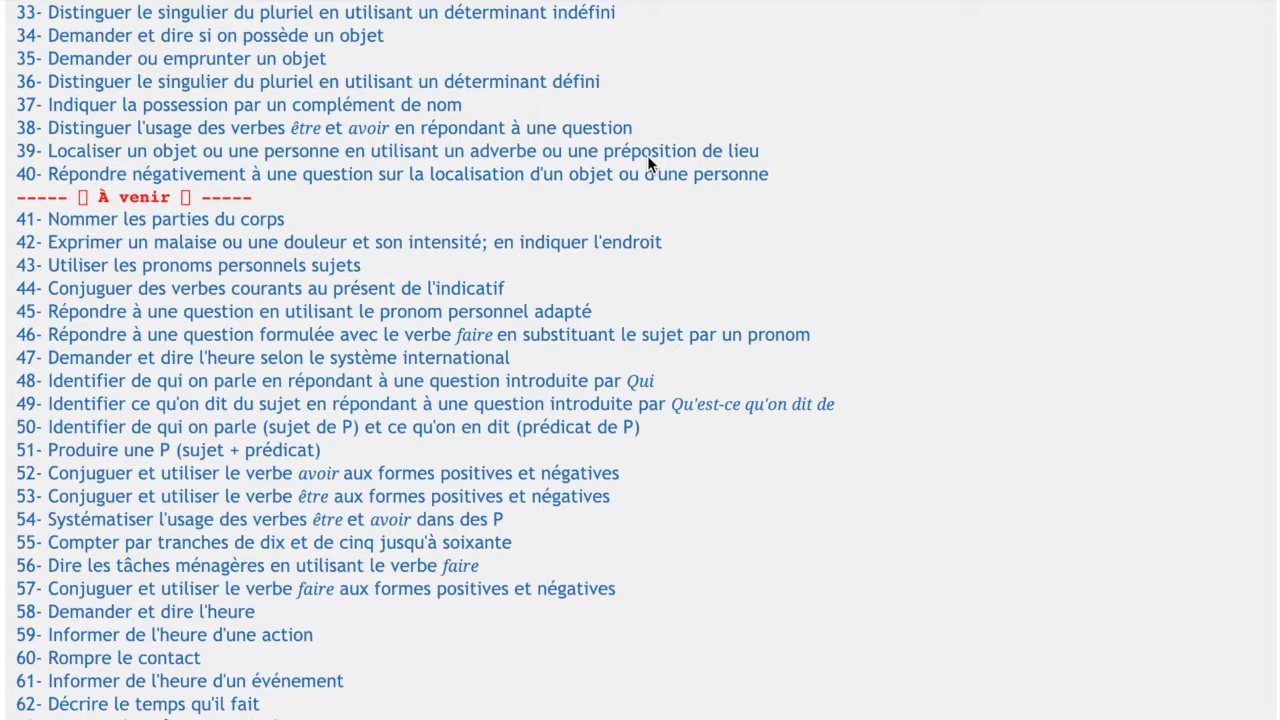 33- Distinguer le singulier du pluriel en utilisant un déterminant indéfini
34- Demander et dire si on possède un objet
35- Demander ou emprunter un objet
36- Distinguer le singulier du pluriel en utilisant un déterminant défini
37- Indiquer la possession par un complément de nom
38- Distinguer l'usage des verbes être et avoir en répondant à une question
39- Localiser un objet ou une personne en utilisant un adverbe ou une préposition de lieu
40- Répondre négativement à une question sur la localisation d'un objet ou d'une personne
----- À venir -----
41- Nommer les parties du corps
42- Exprimer un malaise ou une douleur et son intensité; en indiquer l'endroit
43- Utiliser les pronoms personnels sujets
44- Conjuguer des verbes courants au présent de l'indicatif
45- Répondre à une question en utilisant le pronom personnel adapté
46- Répondre à une question formulée avec le verbe faire en substituant le sujet par un pronom
47- Demander et dire l'heure selon le système international
48- Identifier de qui on parle en répondant à une question introduite par Qui
49- Identifier ce qu'on dit du sujet en répondant à une question introduite par Qu'est-ce qu'on dit de
50- Identifier de qui on parle (sujet de P) et ce qu'on en dit (prédicat de P)
51- Produire une P (sujet + prédicat)
52- Conjuguer et utiliser le verbe avoir aux formes positives et négatives
53- Conjuguer et utiliser le verbe être aux formes positives et négatives
54- Systématiser l'usage des verbes être et avoir dans des P
55- Compter par tranches de dix et de cinq jusqu'à soixante
56- Dire les tâches ménagères en utilisant le verbe faire
57- Conjuguer et utiliser le verbe faire aux formes positives et négatives
58- Demander et dire l'heure
59- Informer de l'heure d'une action
60- Rompre le contact
61- Informer de l'heure d'un événement
62- Décrire le temps qu'il fait